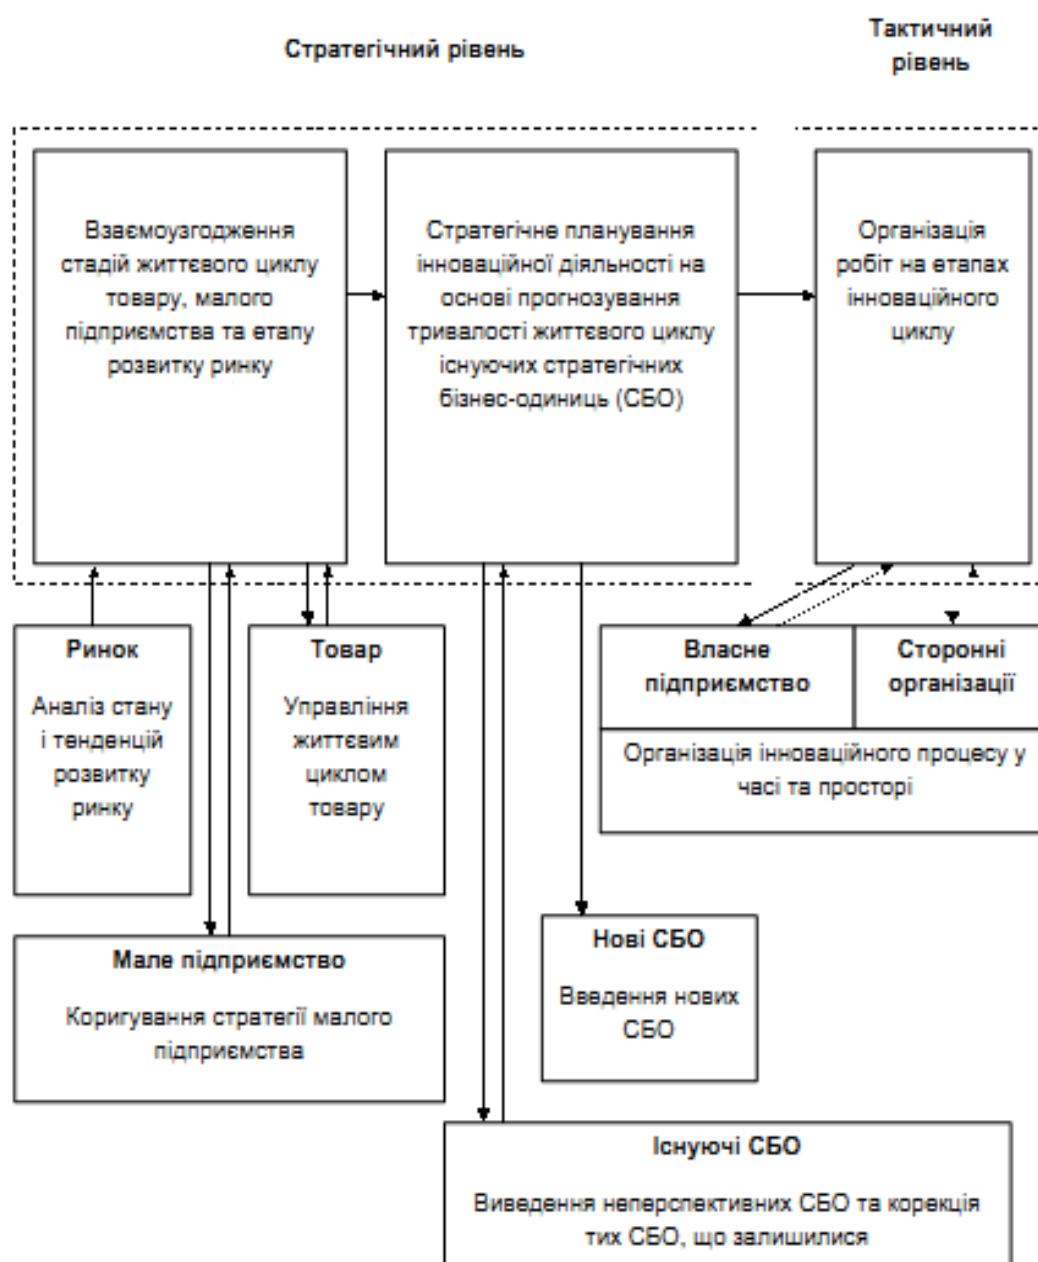 Стратегічний рівень
Тактичний
рівень
Взаємоузгодження
стадій життєвого циклу
товару, малого
підприємства та етапу
розвитку ринку
Стратегічне планування
інноваційної діяльності на
основі прогнозування
тривалості життєвого циклу
існуючих стратегічних
бізнес-одиниць (СБО)
Організація
робіт на етапах
інноваційного
циклу
Ринок
Аналіз стану
і тенденцій
розвитку
ринку
Товар
Управління
життєвим
циклом
товару
Власне
підприємство
Сторонні
організації
Організація інноваційного процесу у
часі та просторі
Мале підприємство
Коригування стратегії малого
підприємства
Нові СБО
Введення нових
СБО
Існуючі СБО
Виведення неперспективних СБО та корекція
тих СБО, що залишилися